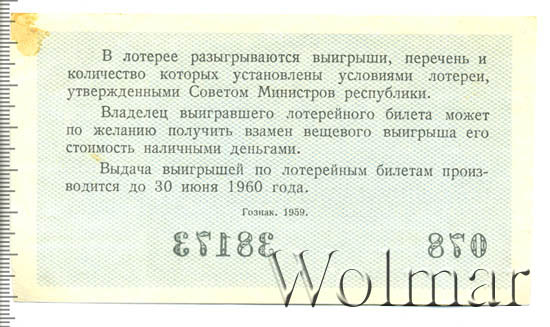 В лотерее разыгрываются выигрыши, перечень и
количество которых установлены условиями лотереи,
утвержденными Советом Министров республики.
Владелец выигравшего лотерейного билета может
по желанию получить взамен вещевого выигрыша его
стоимость наличными деньгами.
Выдача выигрышей по лотерейным билетам произ-
водится до 30 июня 1960 года.
Гознак. 1959.
38173 078
Wolmar